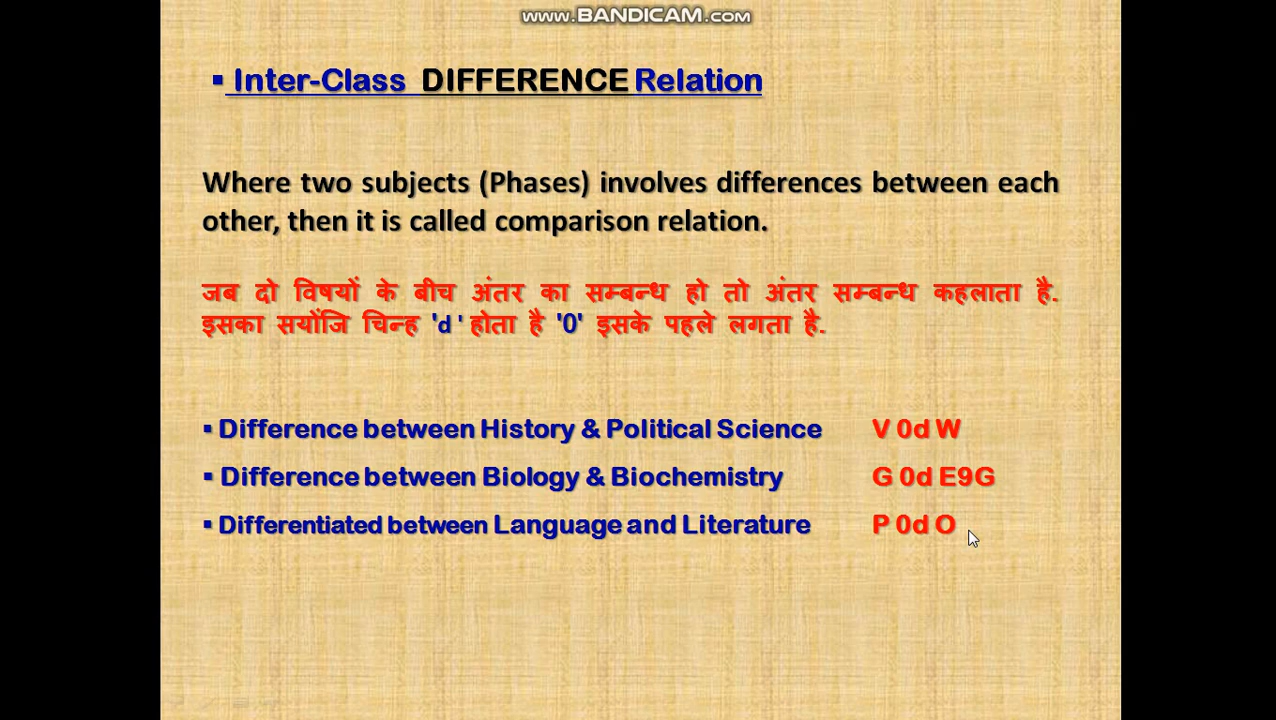 www.BANDICAM.com
▪ Inter-Class DIFFERENCE Relation
Where two subjects (Phases) involves differences between each
other, then it is called comparison relation.
जब दो विषयों के बीच अंतर का सम्बन्ध हो तो अंतर सम्बन्ध कहलाता है.
इसका सयोंजि चिन्ह 'd ' होता है '0' इसके पहले लगता है.
▪ Difference between History & Political Science V 0d W
▪ Difference between Biology & Biochemistry G 0d E9G
▪ Differentiated between Language and Literature P 0d O